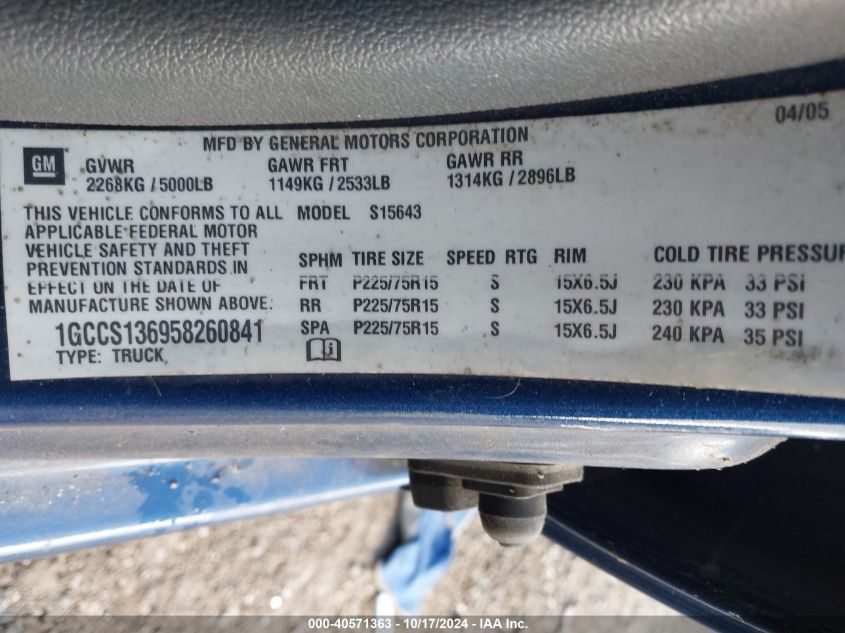 04/05
MFD BY GENERAL MOTORS CORPORATION
GM GVWR GAWR FRT GAWR RR
2268KG / 5000LB 1149KG / 2533LB 1314KG / 2896LB
THIS VEHICLE CONFORMS TO ALL MODEL S15643
APPLICABLE FEDERAL MOTOR
VEHICLE SAFETY AND THEFT SPHM TIRE SIZE SPEED RTG RIM COLD TIRE PRESSUR
PREVENTION STANDARDS IN
EFFECT ON THE DATE OF FRT P225/75R15 S 15X6.5J 230 KPA 33 PSI
MANUFACTURE SHOWN ABOVE: RR P225/75R15 S 15X6.5J 230 KPA 33 PSI
1GCCS136958260841 SPA P225/75R15 S 15X6.5J 240 KPA 35 PSI
TYPE: TRUCK
000-40571363 - 10/17/2024 - IAA Inc.